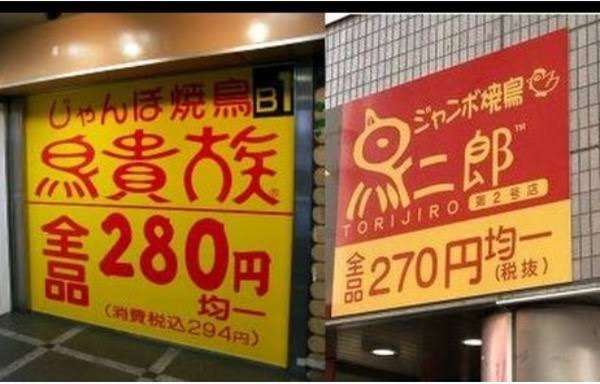 じゃんぼ焼鳥
B1
鳥貴族®
全品280円均一
(消費税込294円)
ジャンボ焼鳥
鳥二郎™
TORIJIRO 第2号店
全品270円均一
(税抜)